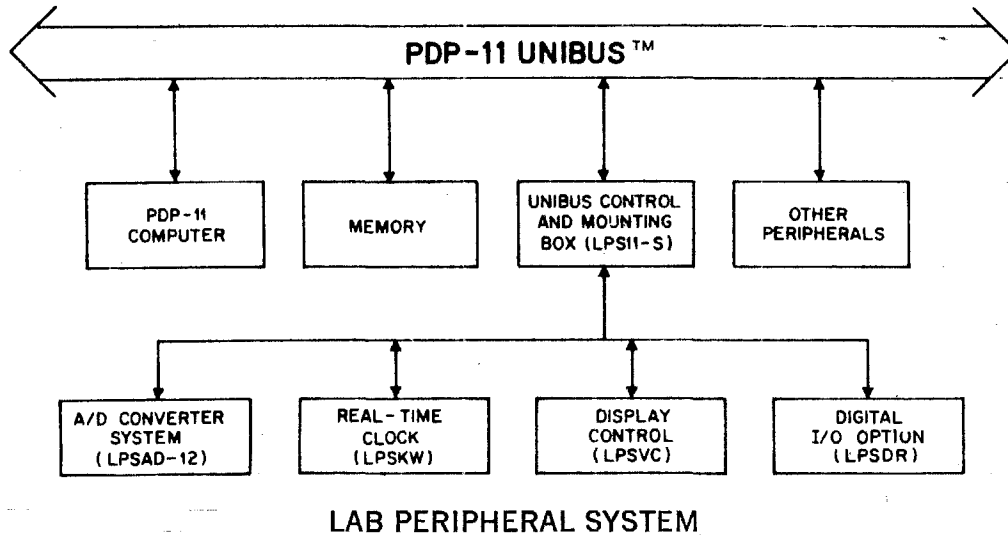 PDP-11 UNIBUS™
PDP-11
COMPUTER
MEMORY
UNIBUS CONTROL
AND MOUNTING
BOX (LPS11-S)
OTHER
PERIPHERALS
A/D CONVERTER
SYSTEM
(LPSAD-12)
REAL-TIME
CLOCK
(LPSKW)
DISPLAY
CONTROL
(LPSVC)
DIGITAL
I/O OPTION
(LPSDR)
LAB PERIPHERAL SYSTEM